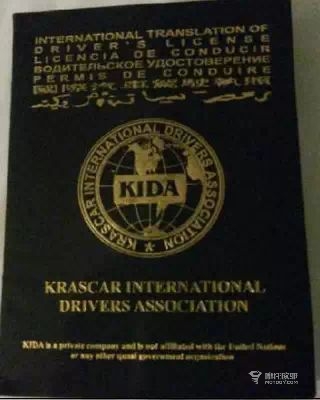 INTERNATIONAL TRANSLATION OF
DRIVER'S LICENSE
LICENCIA DE CONDUCIR
ВОДИТЕЛЬСКОЕ УДОСТОВЕРЕНИЕ
PERMIS DE CONDUIRE
KRASCAR INTERNATIONAL DRIVERS ASSOCIATION
KIDA
KRASCAR INTERNATIONAL
DRIVERS ASSOCIATION
KIDA is a private company and is not affiliated with the United Nations
or any other quasi government organization